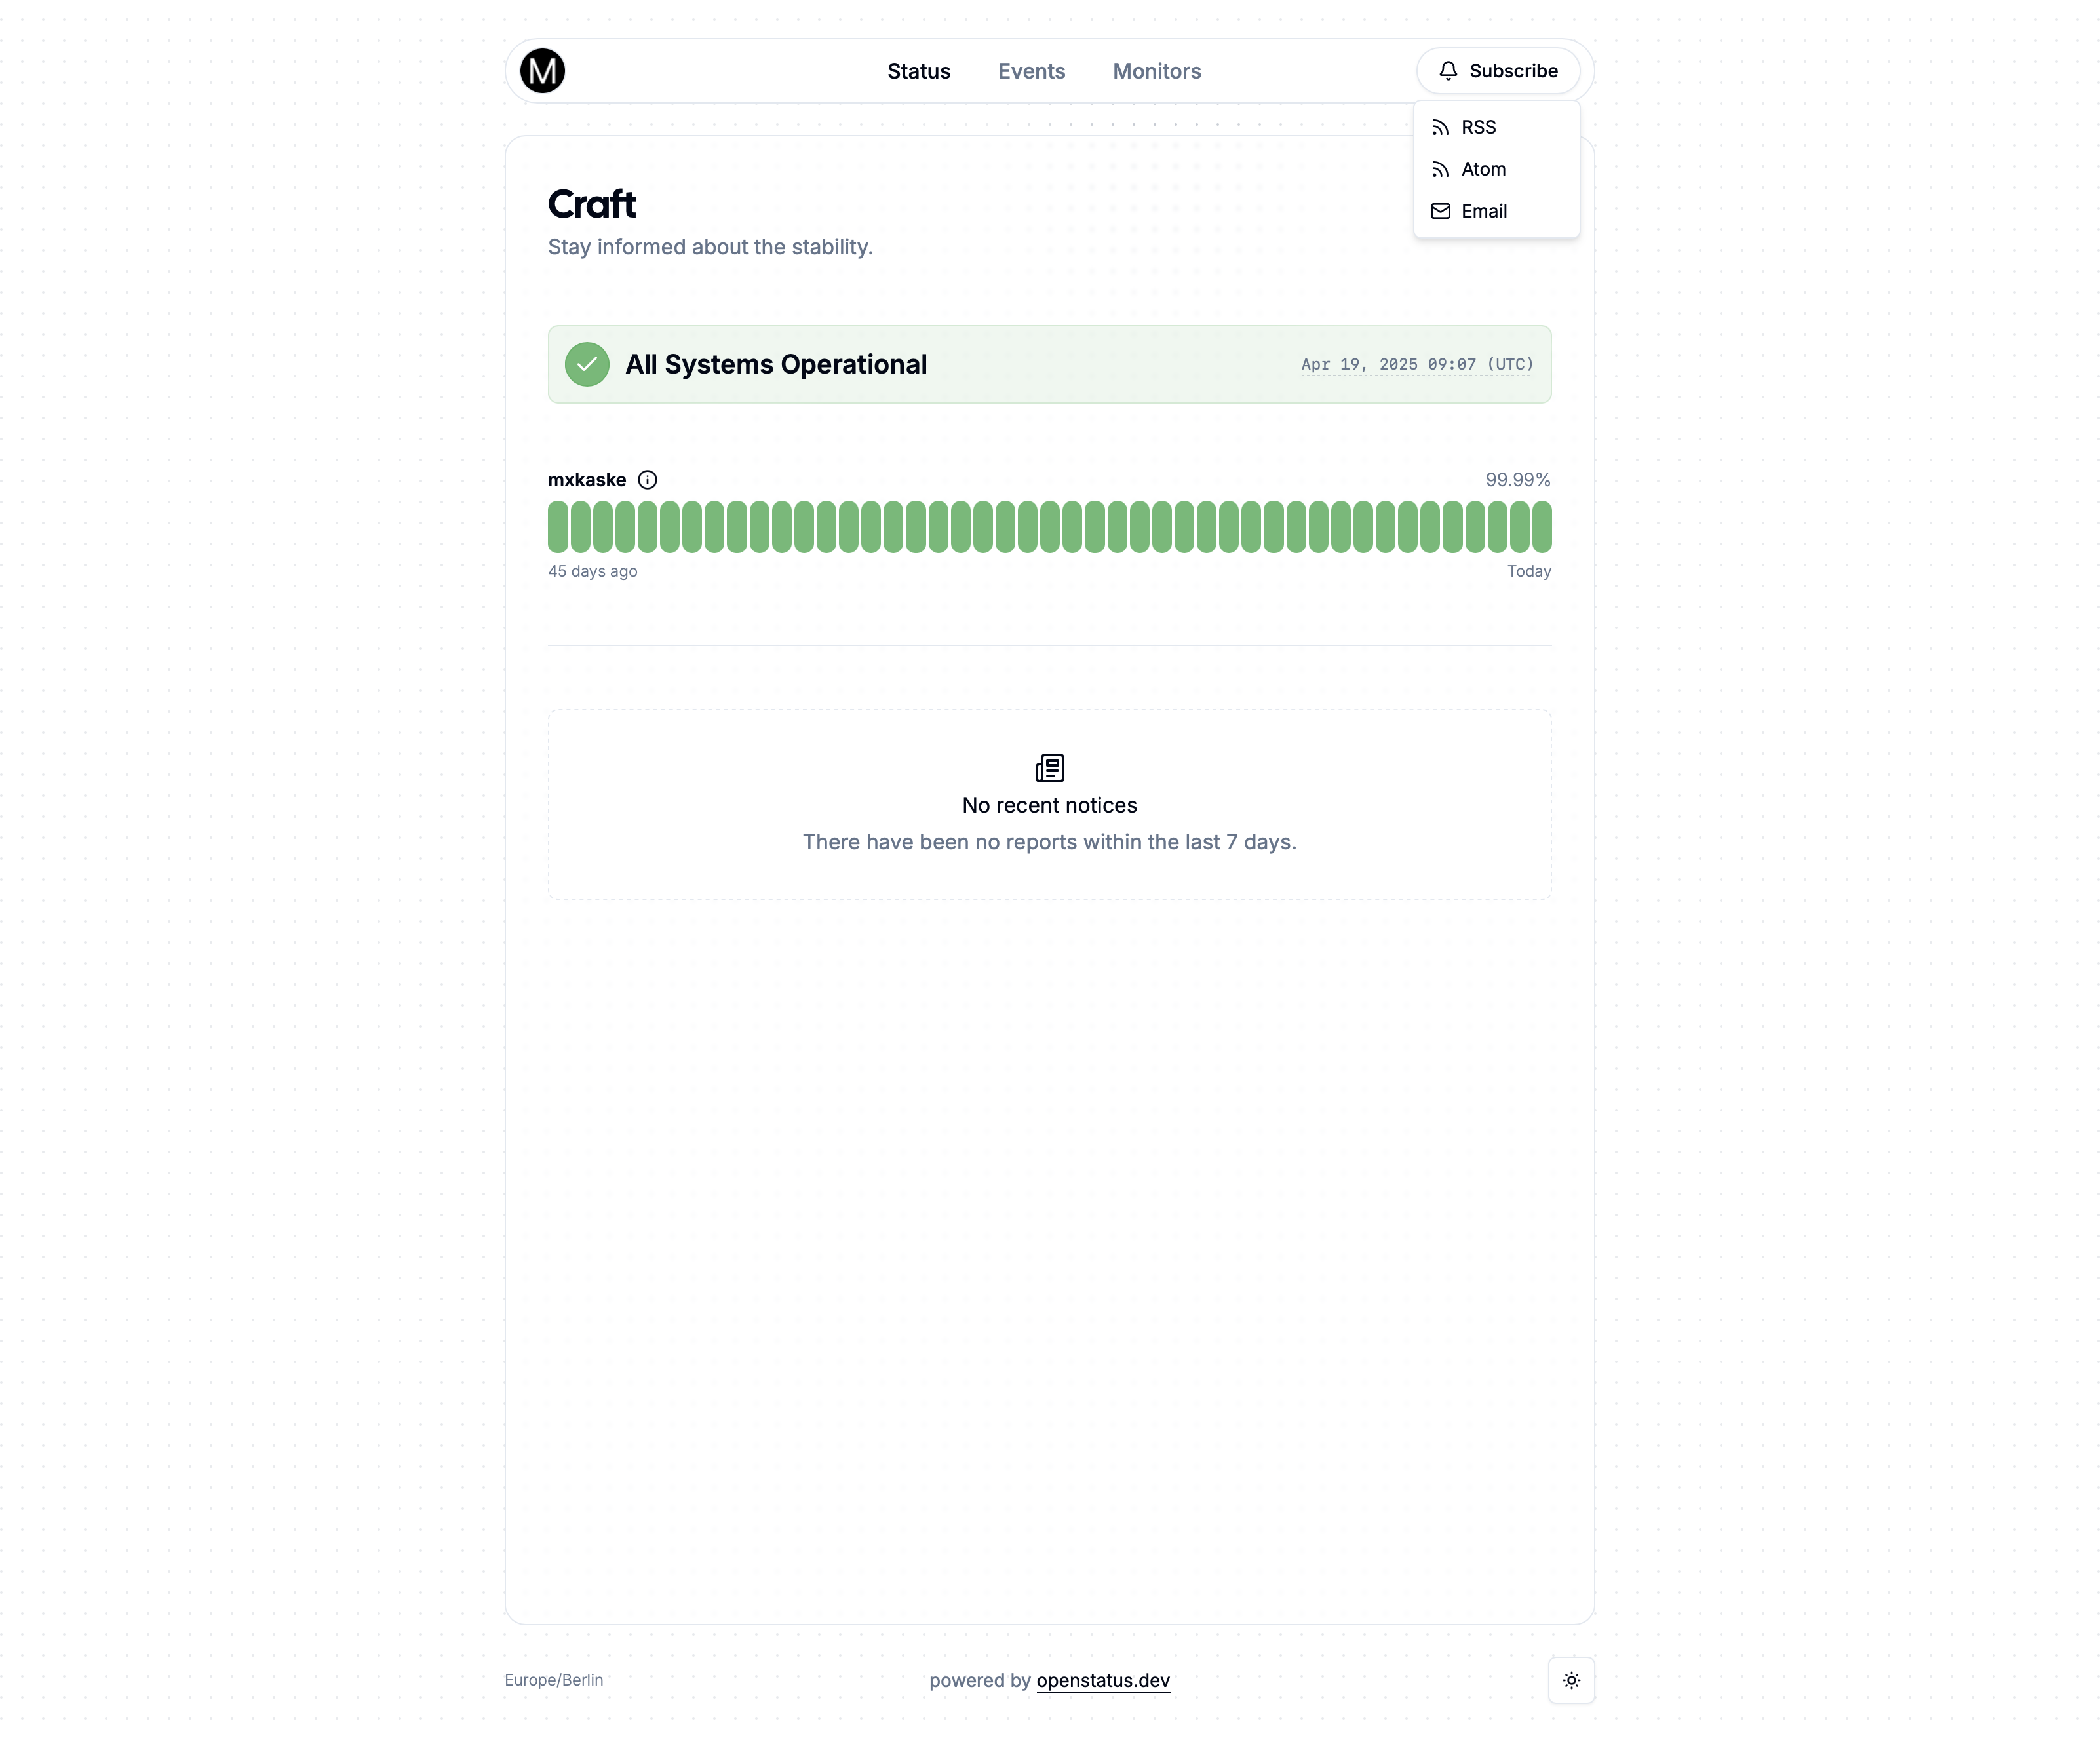 M
Status
Events
Monitors
Subscribe
RSS
Atom
Email
Craft
Stay informed about the stability.
All Systems Operational
Apr 19, 2025 09:07 (UTC)
mxkaske
99.99%
45 days ago
Today
No recent notices
There have been no reports within the last 7 days.
Europe/Berlin
powered by openstatus.dev